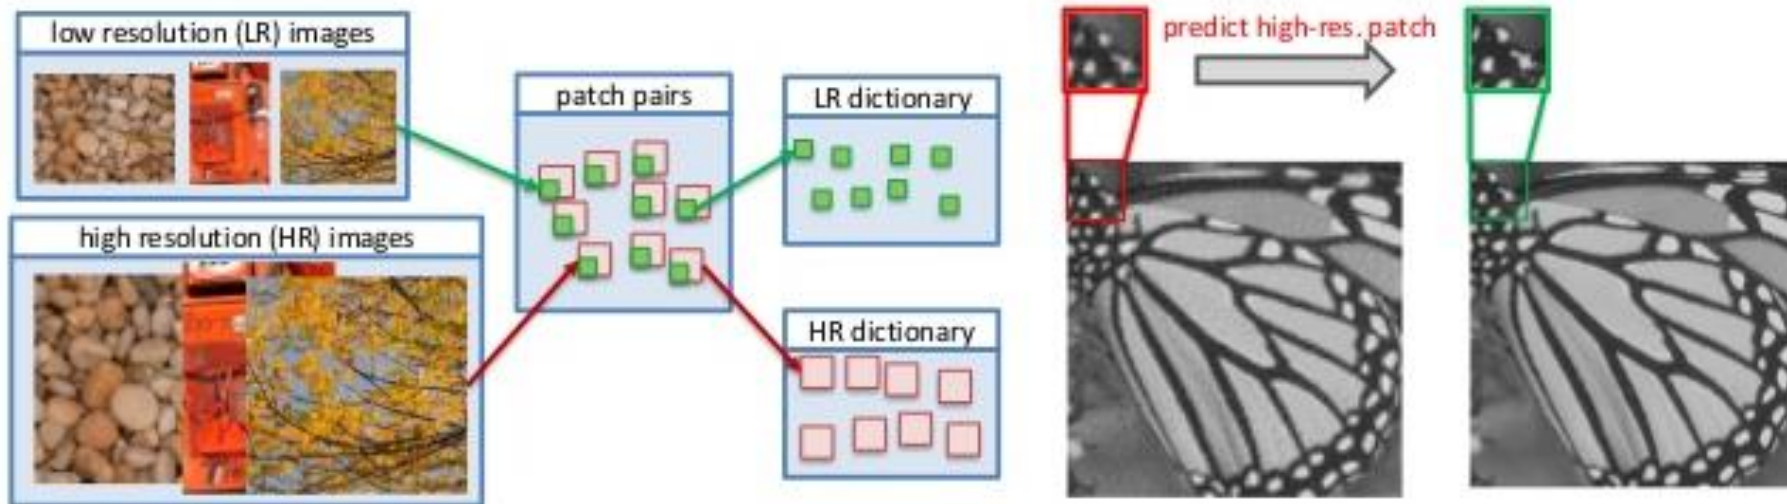 low resolution (LR) images
high resolution (HR) images
patch pairs
LR dictionary
HR dictionary
predict high-res. patch